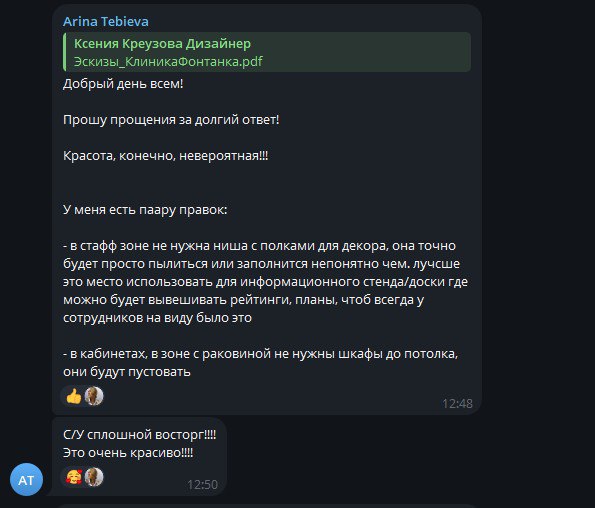 Arina Tebieva
Ксения Креузова Дизайнер
Эскизы_КлиникаФонтанка.pdf
Добрый день всем!
Прошу прощения за долгий ответ!
Красота, конечно, невероятная!!!
У меня есть паару правок:
- в стафф зоне не нужна ниша с полками для декора, она точно
будет просто пылиться или заполнится непонятно чем. лучсше
это место использовать для информационного стенда/доски где
можно будет вывешивать рейтинги, планы, чтоб всегда у
сотрудников на виду было это
- в кабинетах, в зоне с раковиной не нужны шкафы до потолка,
они будут пустовать
12:48
С/У сплошной восторг!!!!
Это очень красиво!!!!
AT
12:50